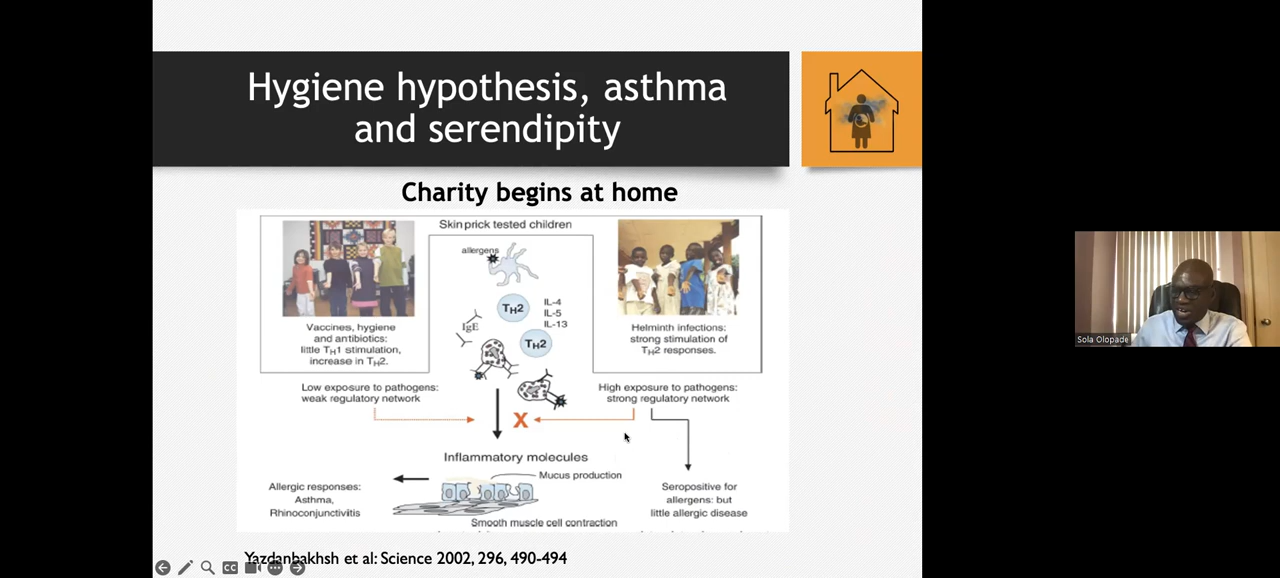 Hygiene hypothesis, asthma
and serendipity
Charity begins at home
Skin prick tested children
allergens
TH2
IL-4
IL-5
IL-13
IgE
TH2
Vaccines, hygiene
and antibiotics:
little TH1 stimulation,
increase in TH2.
Helminth infections:
strong stimulation of
TH2 responses.
Low exposure to pathogens:
weak regulatory network
High exposure to pathogens:
strong regulatory network
X
Inflammatory molecules
Mucus production
Allergic responses:
Asthma,
Rhinoconjunctivitis
Smooth muscle cell contraction
Seropositive for
allergens: but
little allergic disease
Yazdanbakhsh et al: Science 2002, 296, 490-494
CC
Sola Olopade